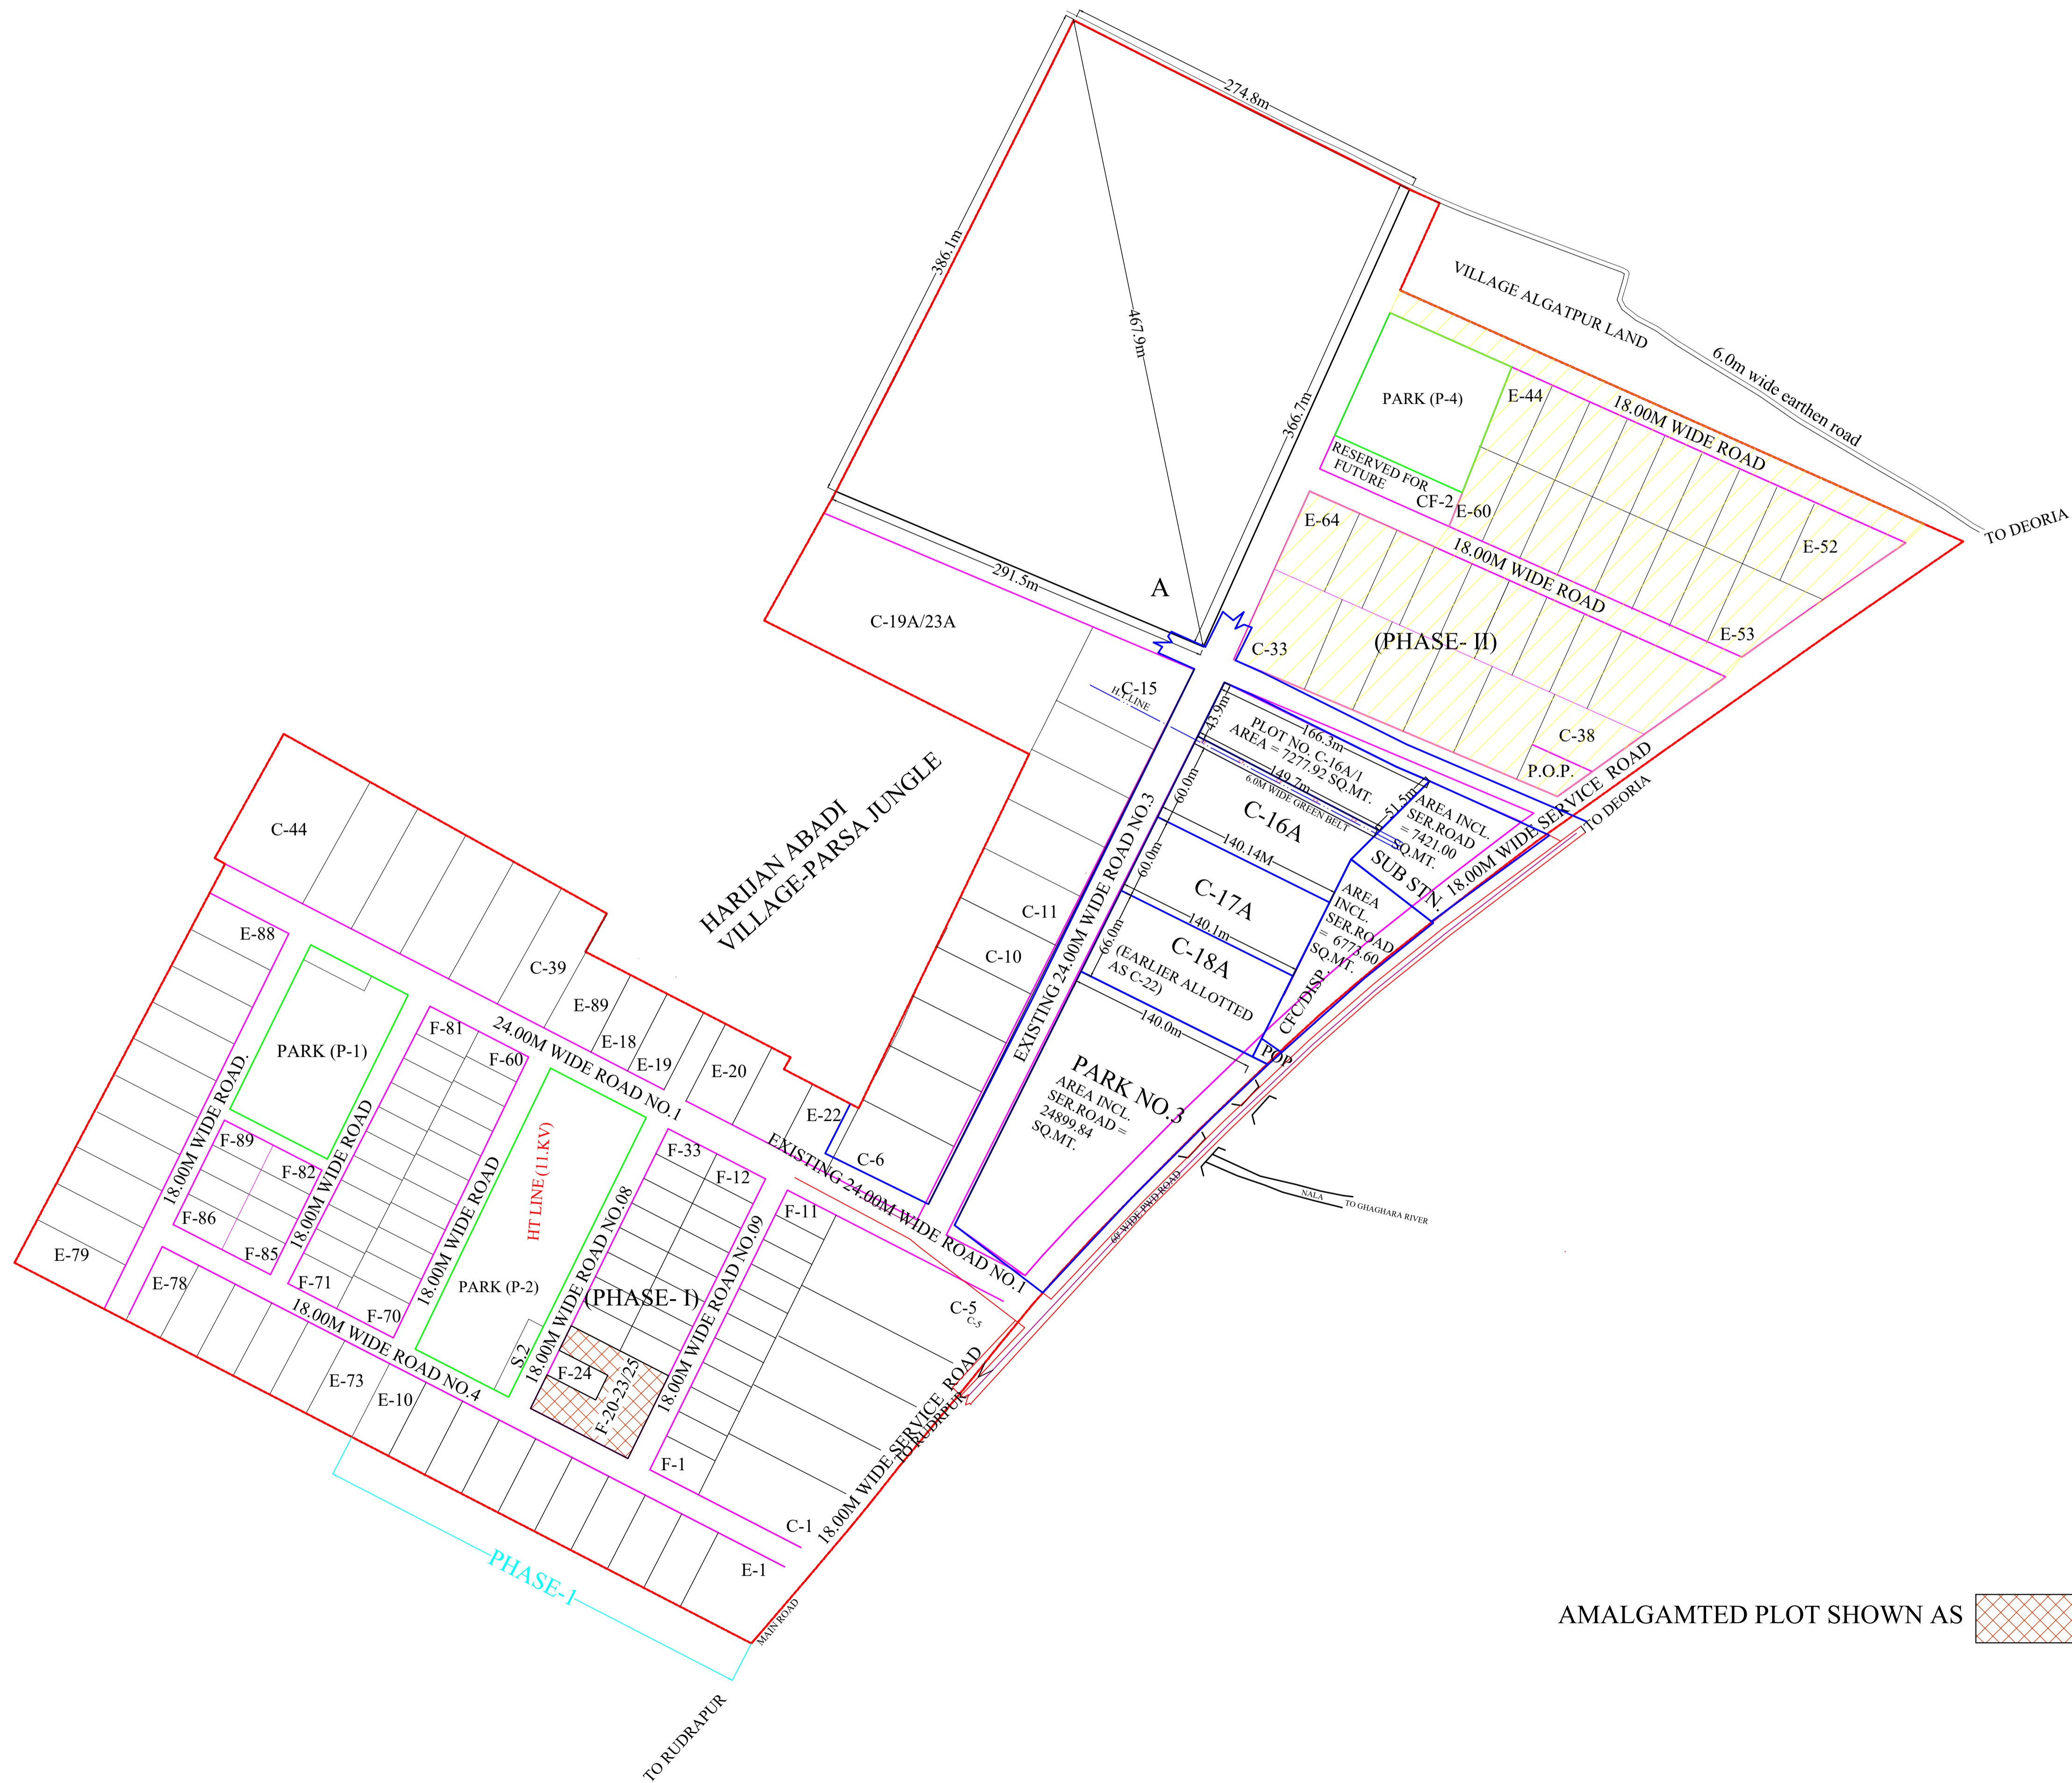 274.8m
386.1m
467.9m
366.7m
291.5m
A
VILLAGE ALGATPUR LAND
6.0m wide earthen road
TO DEORIA
PARK (P-4)
E-44
18.00M WIDE ROAD
RESERVED FOR
FUTURE
CF-2
E-60
E-52
E-64
18.00M WIDE ROAD
E-53
(PHASE- II)
C-33
C-38
P.O.P.
18.00M WIDE SERVICE ROAD
TO DEORIA
C-19A/23A
C-15
H.T.LINE
43.9m
166.3m
PLOT NO. C-16A/1
AREA = 7277.92 SQ.MT.
149.7m
6.0M WIDE GREEN BELT
51.5m
AREA INCL.
SER.ROAD
= 7421.00
SQ.MT.
SUB STN.
60.0m
C-16A
140.14M
60.0m
C-17A
140.1m
66.0m
C-18A
(EARLIER ALLOTTED
AS C-22)
140.0m
AREA
INCL.
SER.ROAD
= 6773.60
SQ.MT.
CFC/DISP.
POP
EXISTING 24.00M WIDE ROAD NO.3
PARK NO.3
AREA INCL.
SER.ROAD =
24899.84
SQ.MT.
NALA
TO GHAGHARA RIVER
60' WIDE PWD ROAD
HARIJAN ABADI
VILLAGE-PARSA JUNGLE
C-11
C-10
C-6
C-44
C-39
E-88
E-89
E-18
E-19
E-20
E-22
24.00M WIDE ROAD NO.1
EXISTING 24.00M WIDE ROAD NO.1
PARK (P-1)
F-81
F-60
18.00M WIDE ROAD.
F-89
F-82
18.00M WIDE ROAD
F-86
F-85
E-79
E-78
F-71
F-70
18.00M WIDE ROAD
HT LINE(11.KV)
PARK (P-2)
S.2
18.00M WIDE ROAD NO.08
F-33
F-12
(PHASE- I)
F-24
F-20-23/25
18.00M WIDE ROAD NO.09
F-11
F-1
C-5
C-5
18.00M WIDE ROAD NO.4
E-73
E-10
C-1
E-1
18.00M WIDE SERVICE ROAD
TO RUDRPUR
MAIN ROAD
PHASE-1
TO RUDRAPUR
AMALGAMTED PLOT SHOWN AS